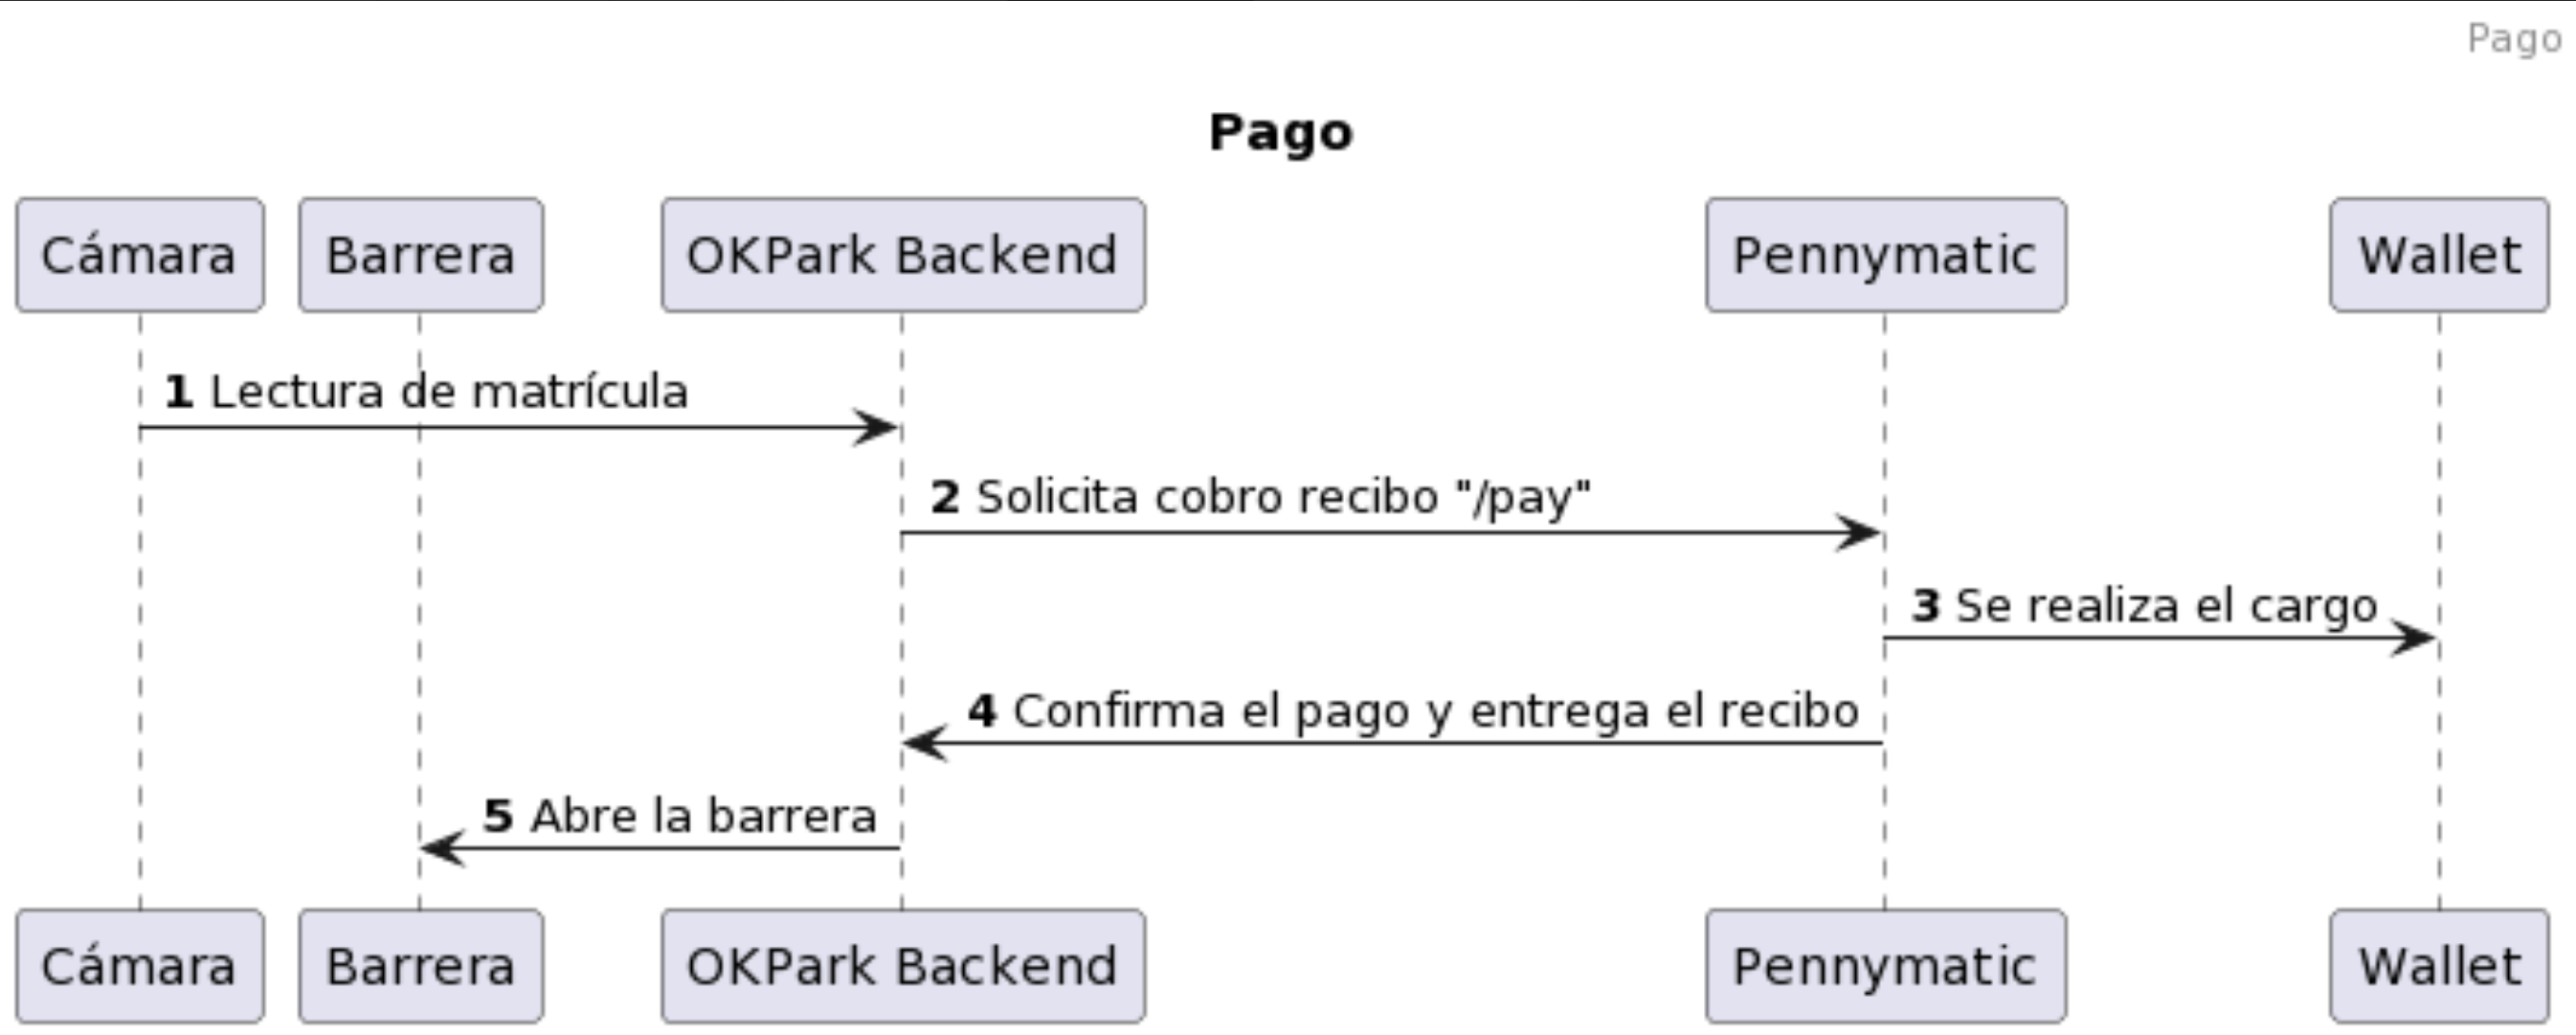 Pago
Pago
Cámara
Barrera
OKPark Backend
Pennymatic
Wallet
1 Lectura de matrícula
2 Solicita cobro recibo "/pay"
3 Se realiza el cargo
4 Confirma el pago y entrega el recibo
5 Abre la barrera
Cámara
Barrera
OKPark Backend
Pennymatic
Wallet